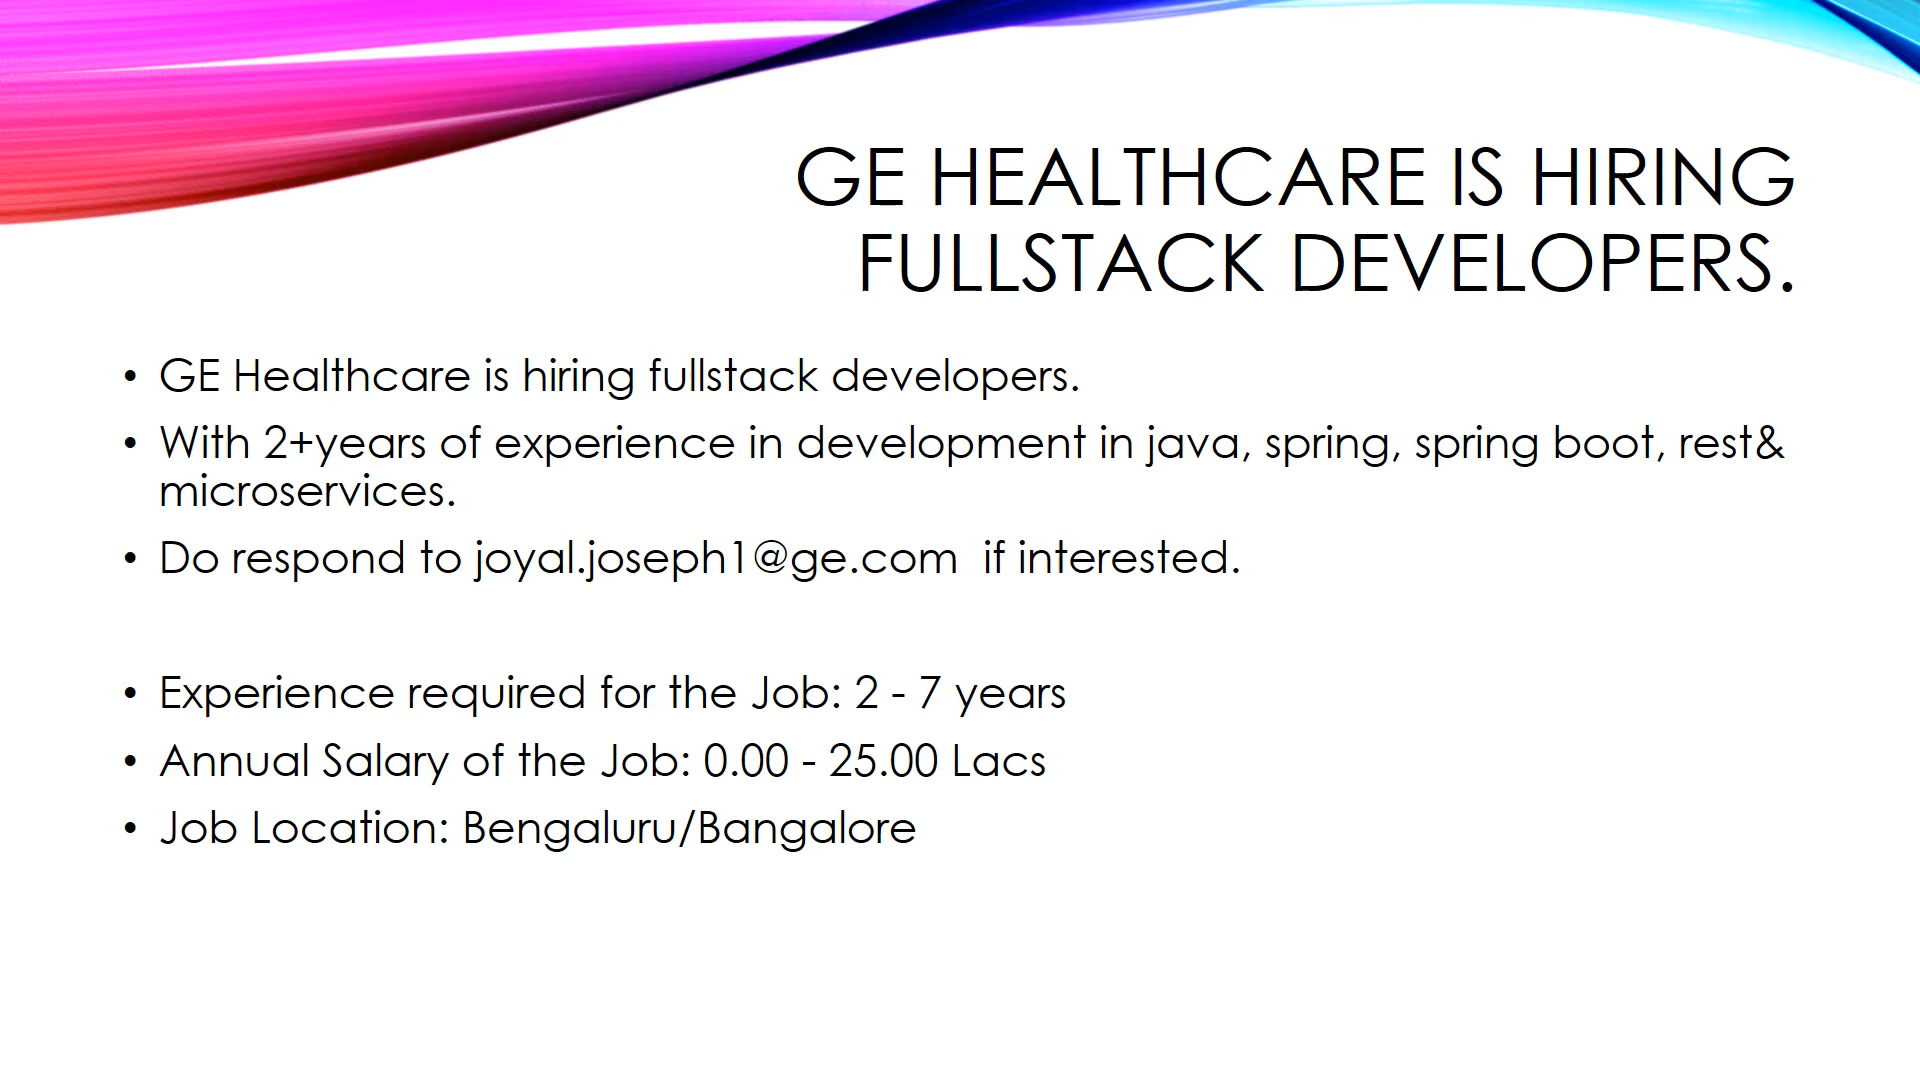 GE HEALTHCARE IS HIRING
FULLSTACK DEVELOPERS.
• GE Healthcare is hiring fullstack developers.
• With 2+years of experience in development in java, spring, spring boot, rest&
microservices.
• Do respond to joyal.joseph1@ge.com  if interested.
• Experience required for the Job: 2 - 7 years
• Annual Salary of the Job: 0.00 - 25.00 Lacs
• Job Location: Bengaluru/Bangalore